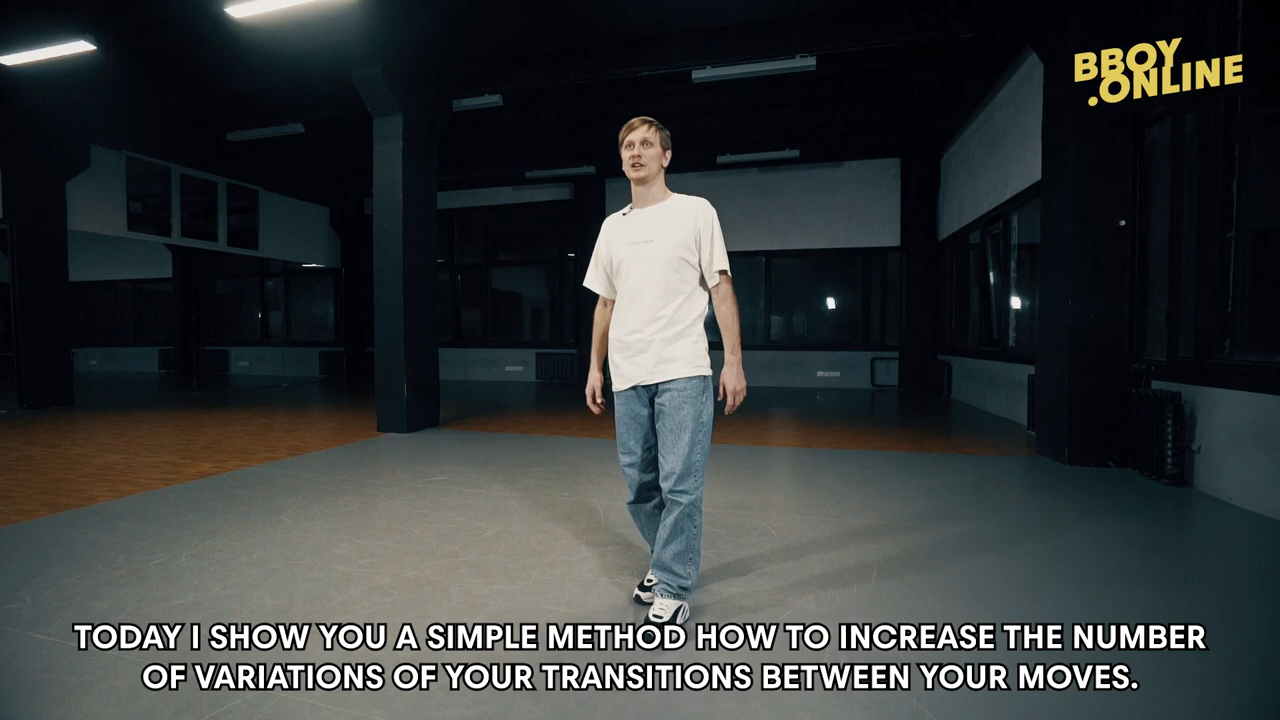 BBOY
.ONLINE
TODAY I SHOW YOU A SIMPLE METHOD HOW TO INCREASE THE NUMBER
OF VARIATIONS OF YOUR TRANSITIONS BETWEEN YOUR MOVES.